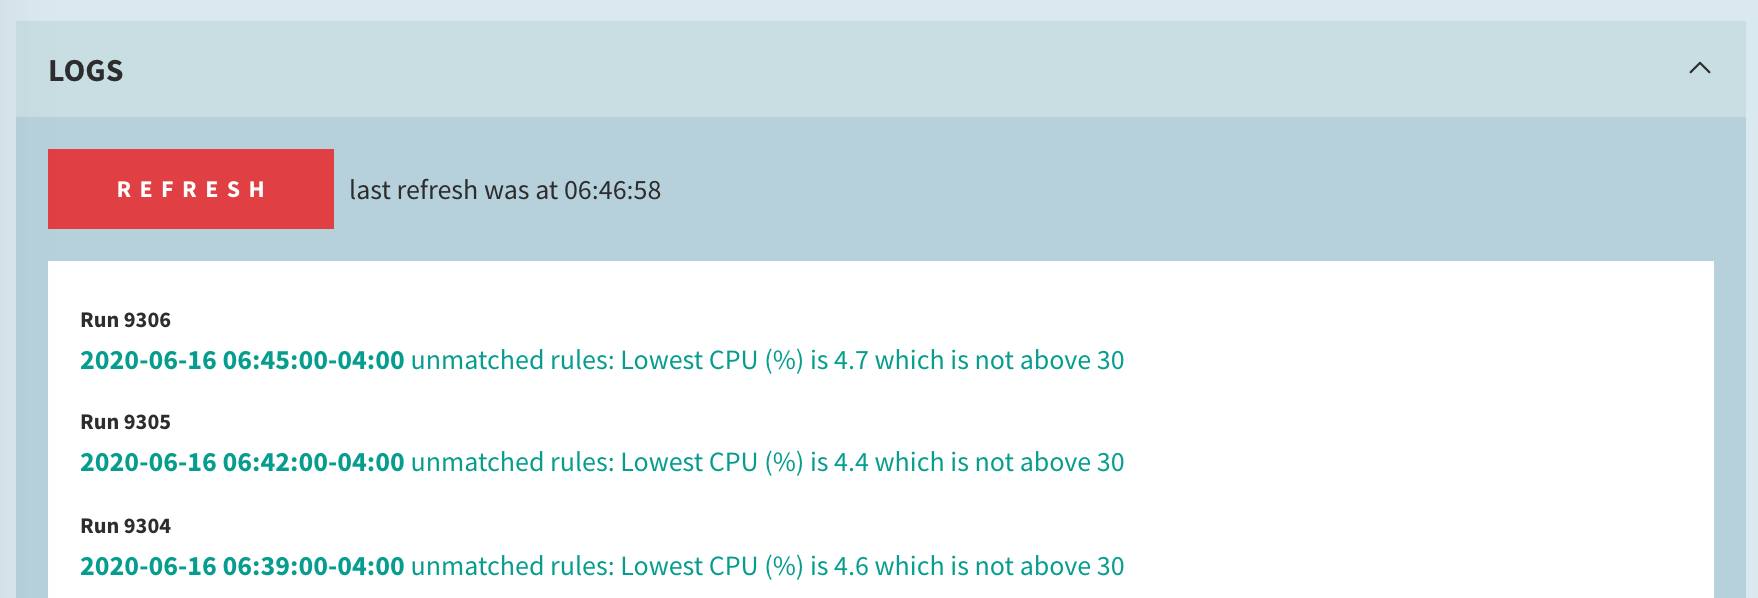 LOGS
REFRESH last refresh was at 06:46:58
Run 9306
2020-06-16 06:45:00-04:00 unmatched rules: Lowest CPU (%) is 4.7 which is not above 30
Run 9305
2020-06-16 06:42:00-04:00 unmatched rules: Lowest CPU (%) is 4.4 which is not above 30
Run 9304
2020-06-16 06:39:00-04:00 unmatched rules: Lowest CPU (%) is 4.6 which is not above 30